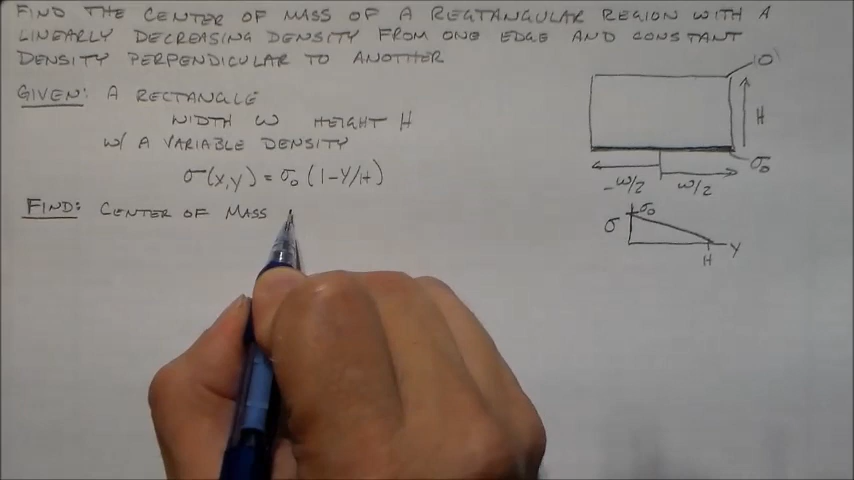 FIND THE CENTER OF MASS OF A RECTANGULAR REGION WITH A
LINEARLY DECREASING DENSITY FROM ONE EDGE AND CONSTANT
DENSITY PERPENDICULAR TO ANOTHER
GIVEN: A RECTANGLE
WIDTH W HEIGHT H
W/ A VARIABLE DENSITY
σ(x,y) = σ₀ (1-Y/H)
FIND: CENTER OF MASS
H
σ₀
-W/2 W/2
σ σ₀
H Y